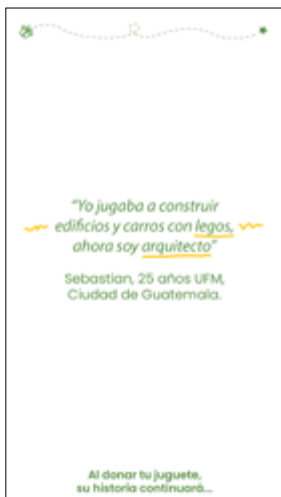 “Yo jugaba a construir
edificios y carros con legos,
ahora soy arquitecto”
Sebastian, 25 años UFM,
Ciudad de Guatemala.
Al donar tu juguete,
su historia continuará...